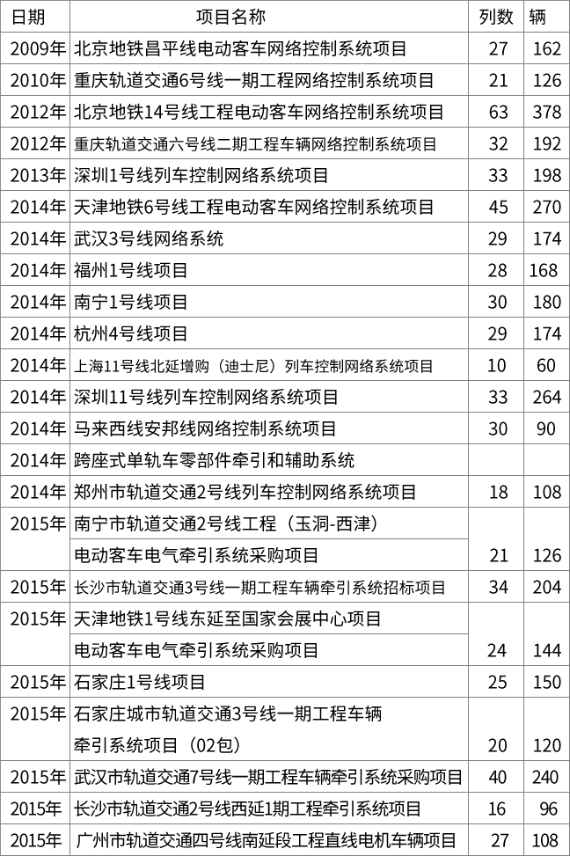 日期 项目名称 列数 辆
2009年 北京地铁昌平线电动客车网络控制系统项目 27 162
2010年 重庆轨道交通6号线一期工程网络控制系统项目 21 126
2012年 北京地铁14号线工程电动客车网络控制系统项目 63 378
2012年 重庆轨道交通六号线二期工程车辆网络控制系统项目 32 192
2013年 深圳1号线列车控制网络系统项目 33 198
2014年 天津地铁6号线工程电动客车网络控制系统项目 45 270
2014年 武汉3号线网络系统 29 174
2014年 福州1号线项目 28 168
2014年 南宁1号线项目 30 180
2014年 杭州4号线项目 29 174
2014年 上海11号线北延增购（迪士尼）列车控制网络系统项目 10 60
2014年 深圳11号线列车控制网络系统项目 33 264
2014年 马来西线安邦线网络控制系统项目 30 90
2014年 跨座式单轨车零部件牵引和辅助系统
2014年 郑州市轨道交通2号线列车控制网络系统项目 18 108
2015年 南宁市轨道交通2号线工程（玉洞-西津）
电动客车电气牵引系统采购项目 21 126
2015年 长沙市轨道交通3号线一期工程车辆牵引系统招标项目 34 204
2015年 天津地铁1号线东延至国家会展中心项目
电动客车电气牵引系统采购项目 24 144
2015年 石家庄1号线项目 25 150
2015年 石家庄城市轨道交通3号线一期工程车辆
牵引系统项目（02包） 20 120
2015年 武汉市轨道交通7号线一期工程车辆牵引系统采购项目 40 240
2015年 长沙市轨道交通2号线西延1期工程牵引系统项目 16 96
2015年 广州市轨道交通四号线南延段工程直线电机车辆项目 27 108